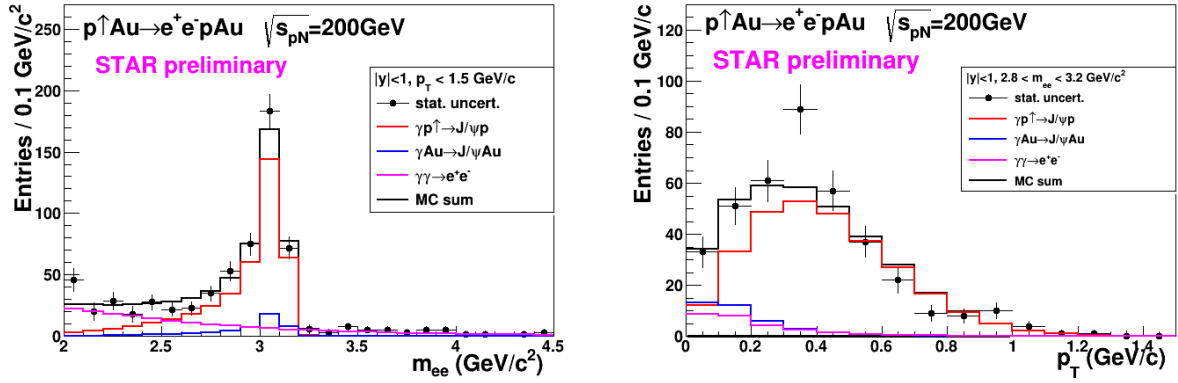 p↑Au→e⁺e⁻pAu √s_pN=200GeV
STAR preliminary
|y|<1, p_T < 1.5 GeV/c
stat. uncert.
γp↑→J/ψp
γAu→J/ψAu
γγ→e⁺e⁻
MC sum
Entries / 0.1 GeV/c²
250
200
150
100
50
0
2 2.5 3 3.5 4 4.5
m_ee (GeV/c²)
p↑Au→e⁺e⁻pAu √s_pN=200GeV
STAR preliminary
|y|<1, 2.8 < m_ee < 3.2 GeV/c²
stat. uncert.
γp↑→J/ψp
γAu→J/ψAu
γγ→e⁺e⁻
MC sum
Entries / 0.1 GeV/c
120
100
80
60
40
20
0
0 0.2 0.4 0.6 0.8 1 1.2 1.4
p_T (GeV/c)